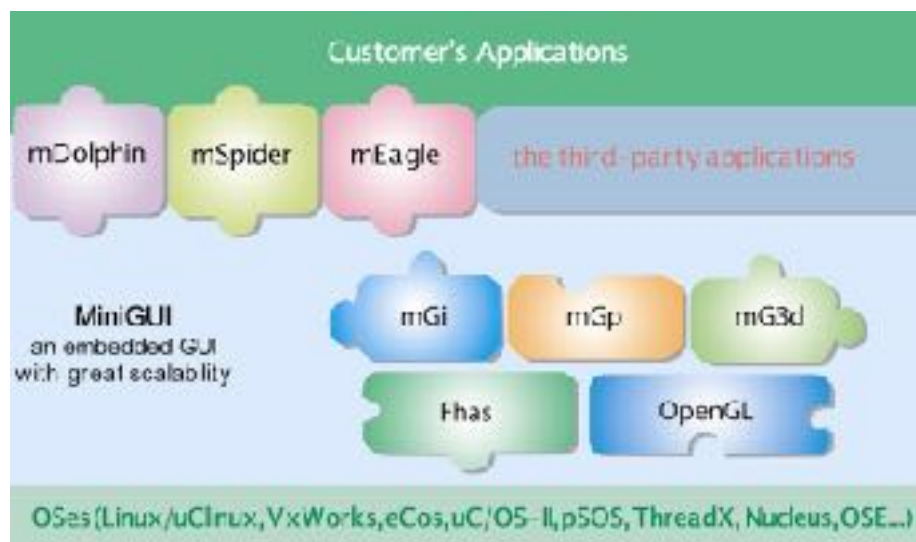 Customer's Applications
mDolphin
mSpider
mEagle
the third-party applications
MiniGUI
an embedded GUI
with great scalability
mGi
mGp
mG3d
Fhas
OpenGL
OSes(Linux/uClinux,VxWorks,eCos,uC/OS-II,pSOS,ThreadX,Nucleus,OSE...)